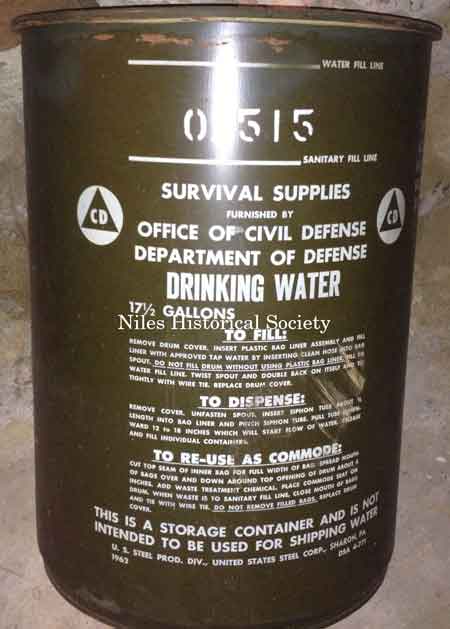 WATER FILL LINE
0 515
SANITARY FILL LINE
SURVIVAL SUPPLIES
FURNISHED BY
CD
CD
OFFICE OF CIVIL DEFENSE
DEPARTMENT OF DEFENSE
DRINKING WATER
17½ GALLONS
Niles Historical Society
TO FILL:
REMOVE DRUM COVER. INSERT PLASTIC BAG LINER ASSEMBLY AND FILL
LINER WITH APPROVED TAP WATER BY INSERTING CLEAN HOSE INTO BAG
SPOUT. DO NOT FILL DRUM WITHOUT USING PLASTIC BAG LINER. FILL TO
WATER FILL LINE. TWIST SPOUT AND DOUBLE BACK ON ITSELF AND TIE
TIGHTLY WITH WIRE TIE. REPLACE DRUM COVER.
TO DISPENSE:
REMOVE COVER. UNFASTEN SPOUT. INSERT SIPHON TUBE ABOUT
LENGTH INTO BAG LINER AND PINCH SIPHON TUBE. PULL TUBE
WARD 12 TO 18 INCHES WHICH WILL START FLOW OF WATER.
AND FILL INDIVIDUAL CONTAINERS.
TO RE-USE AS COMMODE:
CUT TOP SEAM OF INNER BAG FOR FULL WIDTH OF BAG. SPREAD MOUTH
OF BAGS OVER AND DOWN AROUND TOP OPENING OF DRUM ABOUT
INCHES. ADD WASTE TREATMENT CHEMICAL. PLACE COMMODE SEAT ON
DRUM. WHEN WASTE IS TO SANITARY FILL LINE. CLOSE MOUTH OF BAGS
AND TIE WITH WIRE TIE. DO NOT REMOVE FILLED BAGS. REPLACE DRUM
COVER.
THIS IS A STORAGE CONTAINER AND IS NOT
INTENDED TO BE USED FOR SHIPPING WATER
U. S. STEEL PROD. DIV., UNITED STATES STEEL CORP., SHARON, PA.
1962 DSA